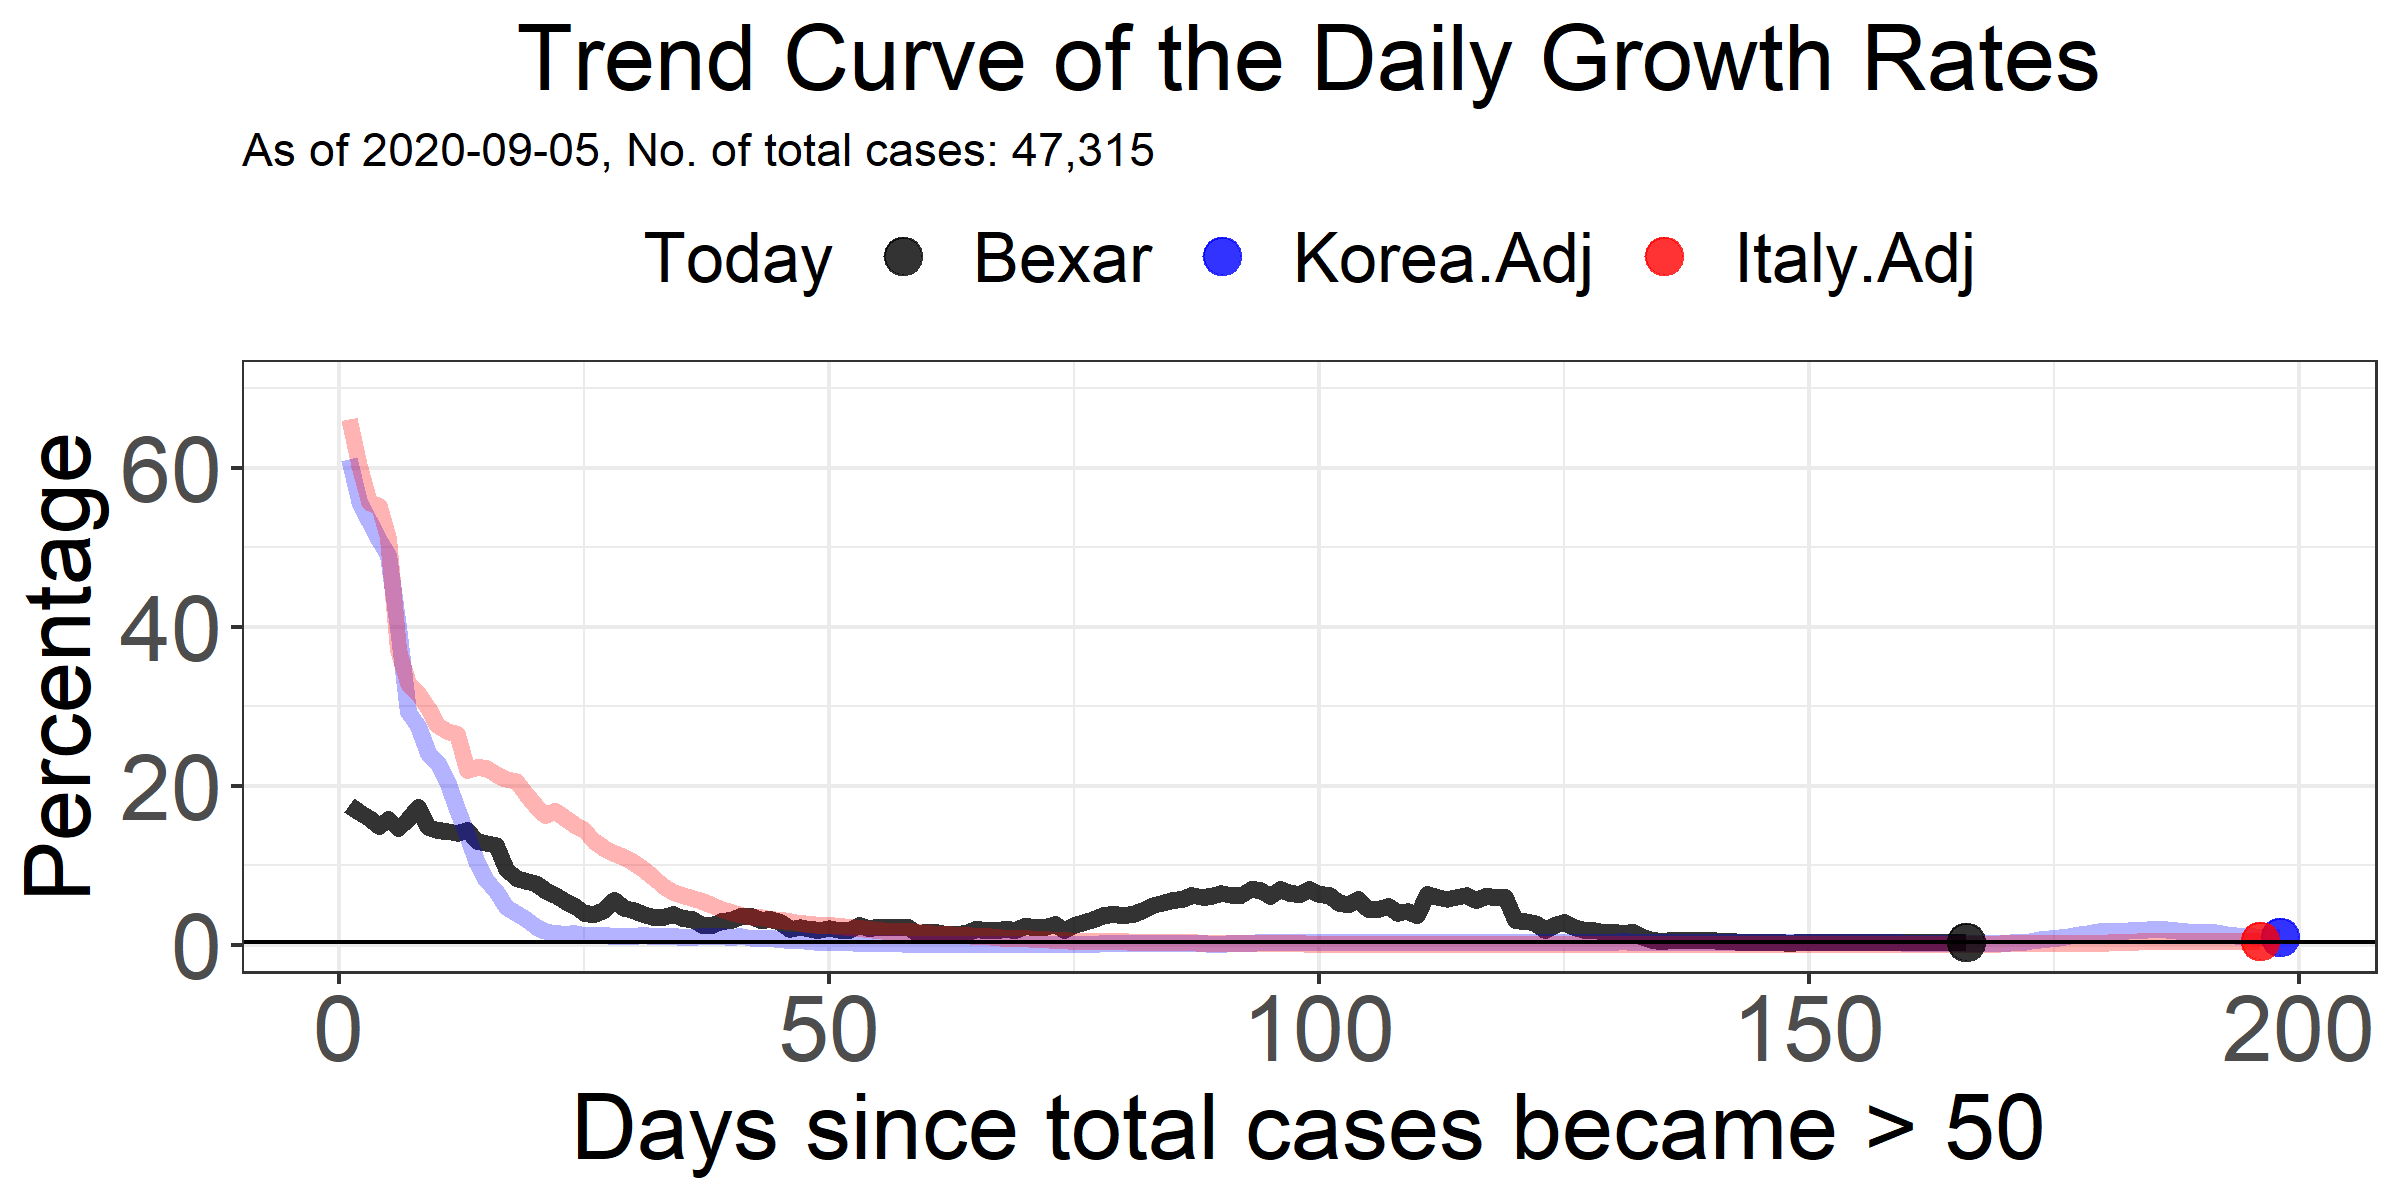 Trend Curve of the Daily Growth Rates
As of 2020-09-05, No. of total cases: 47,315
Today Bexar Korea.Adj Italy.Adj
Percentage
60
40
20
0
0 50 100 150 200
Days since total cases became > 50